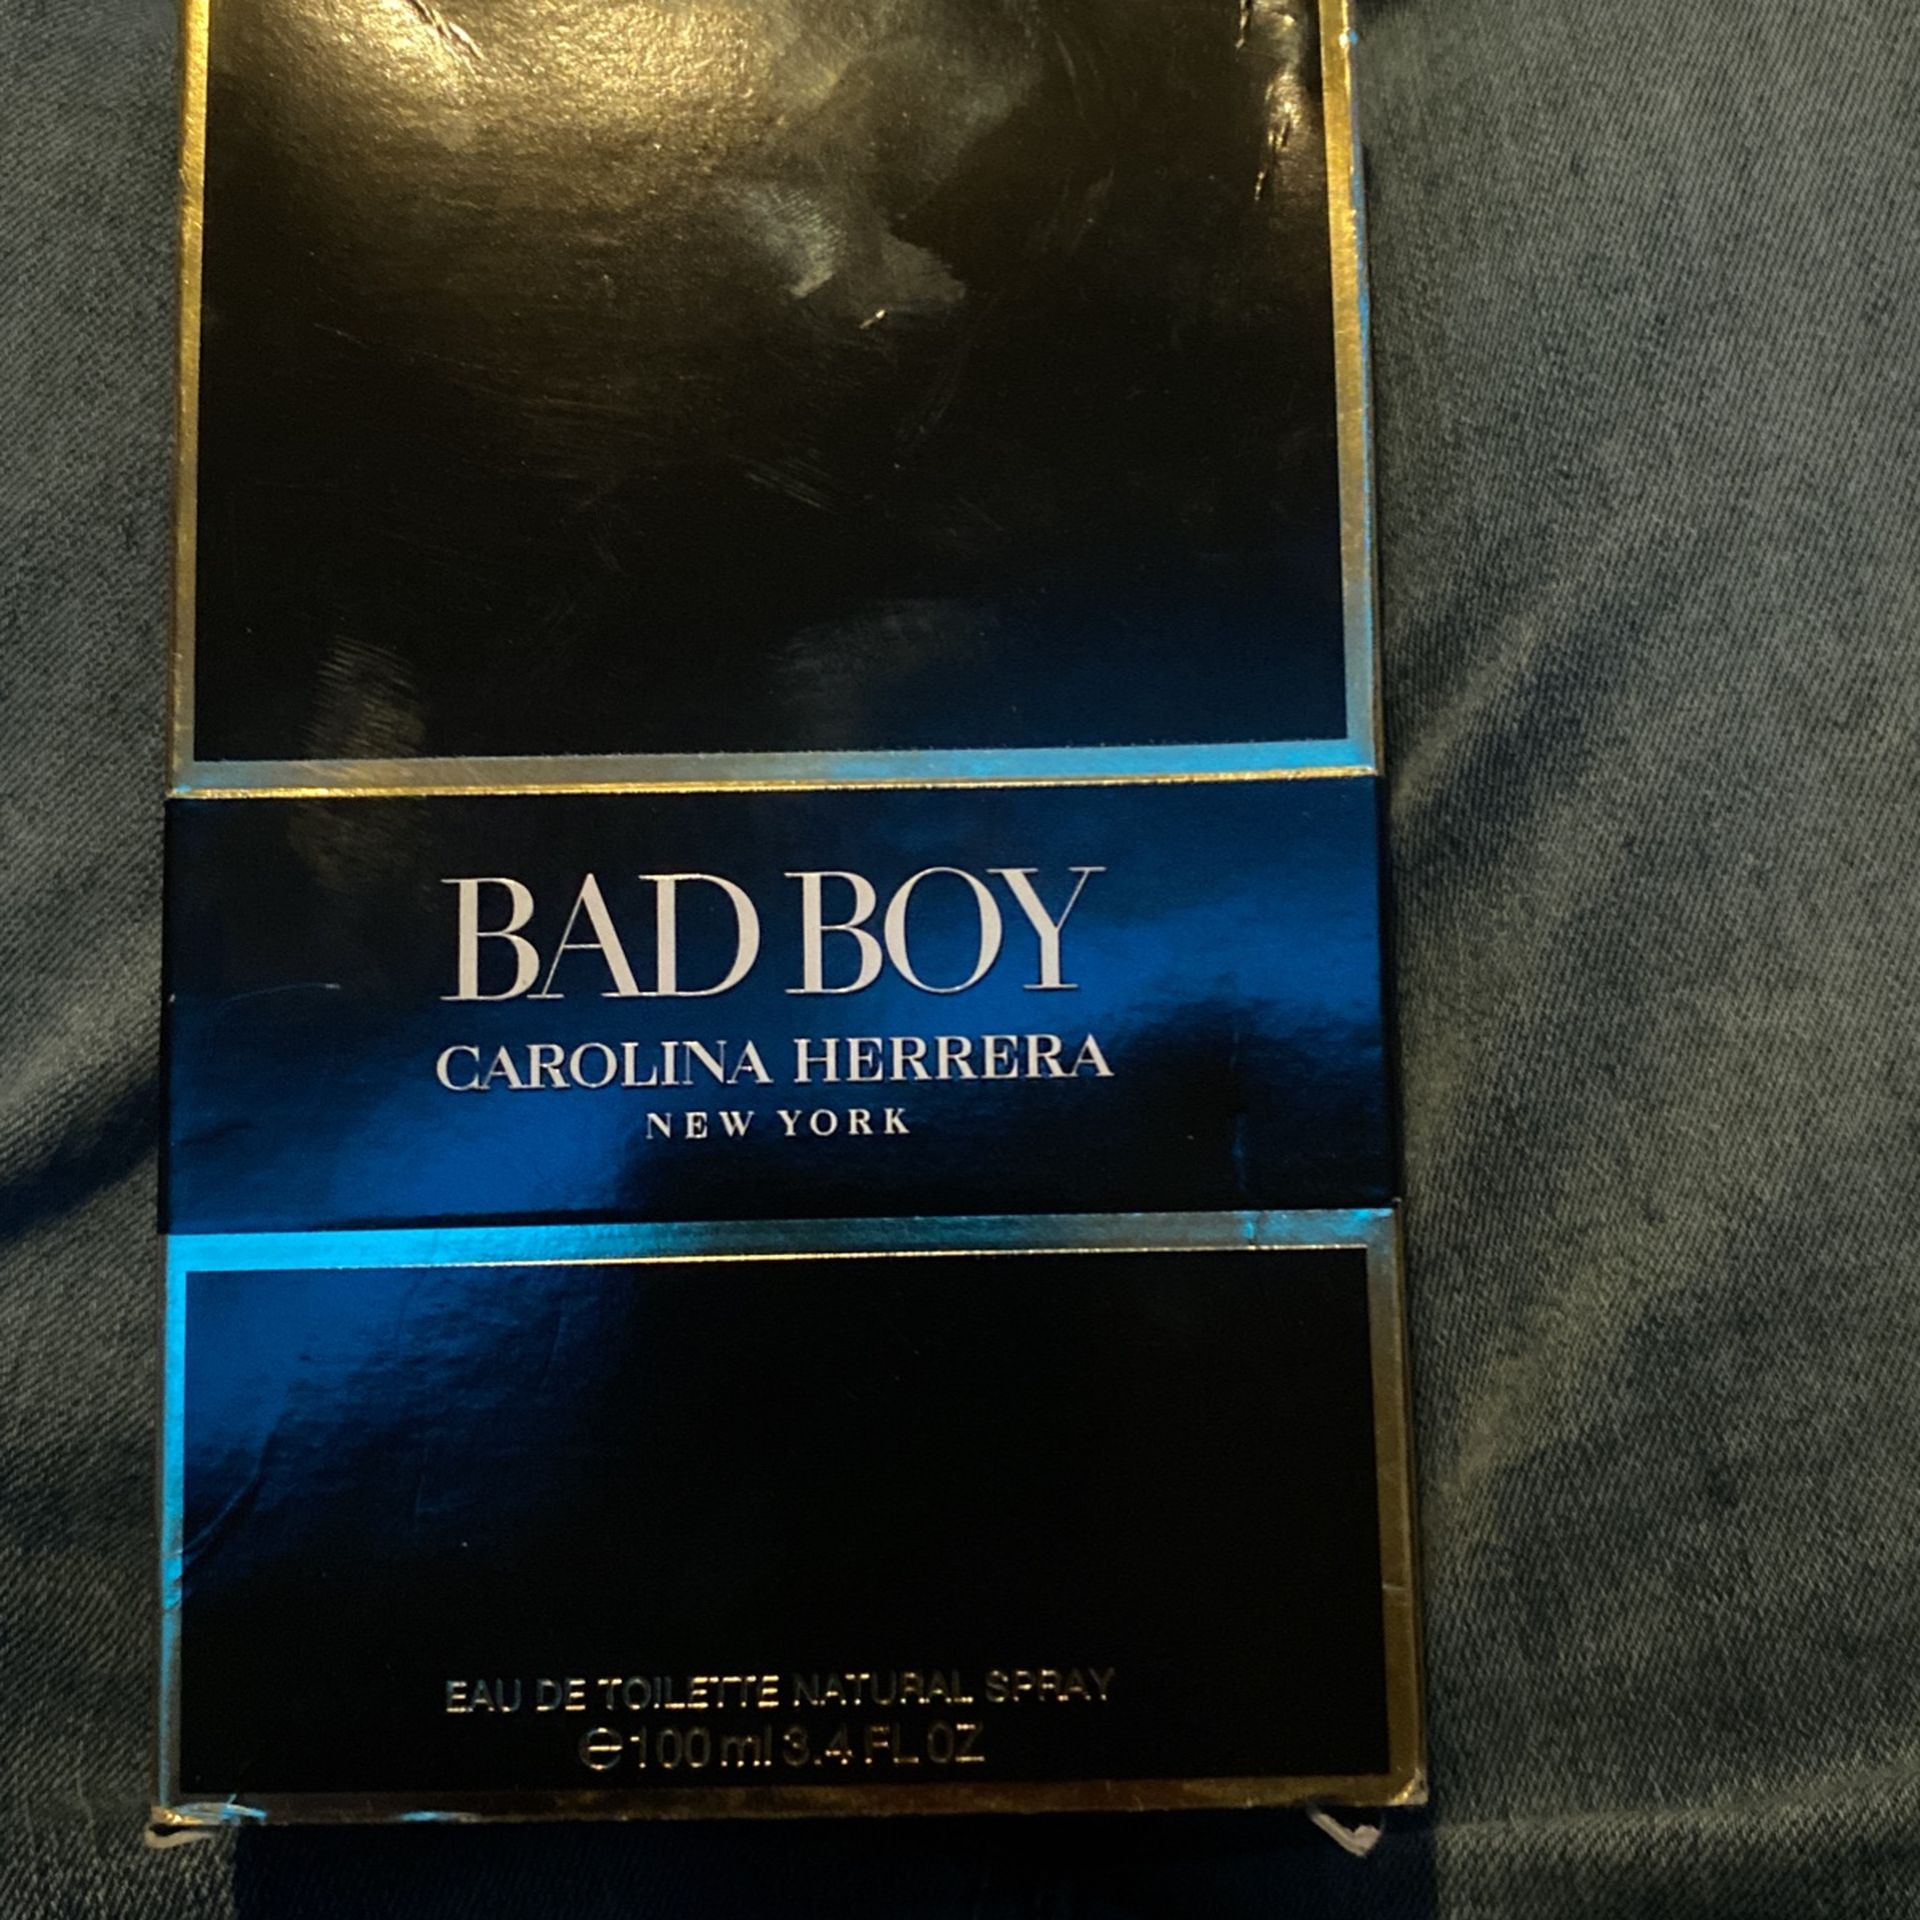 BAD BOY
CAROLINA HERRERA
NEW YORK
EAU DE TOILETTE NATURAL SPRAY
℮100 ml 3.4 FL OZ